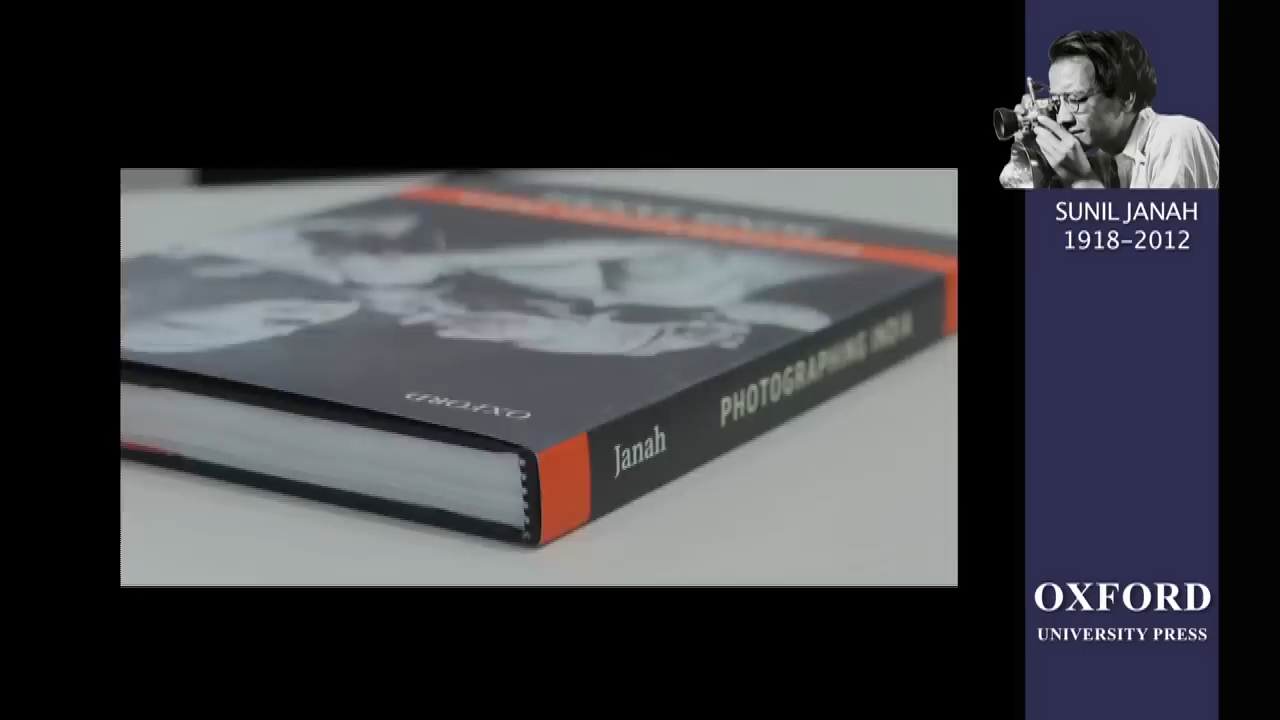 OXFORD
Janah
PHOTOGRAPHING INDIA
SUNIL JANAH
1918–2012
OXFORD
UNIVERSITY PRESS